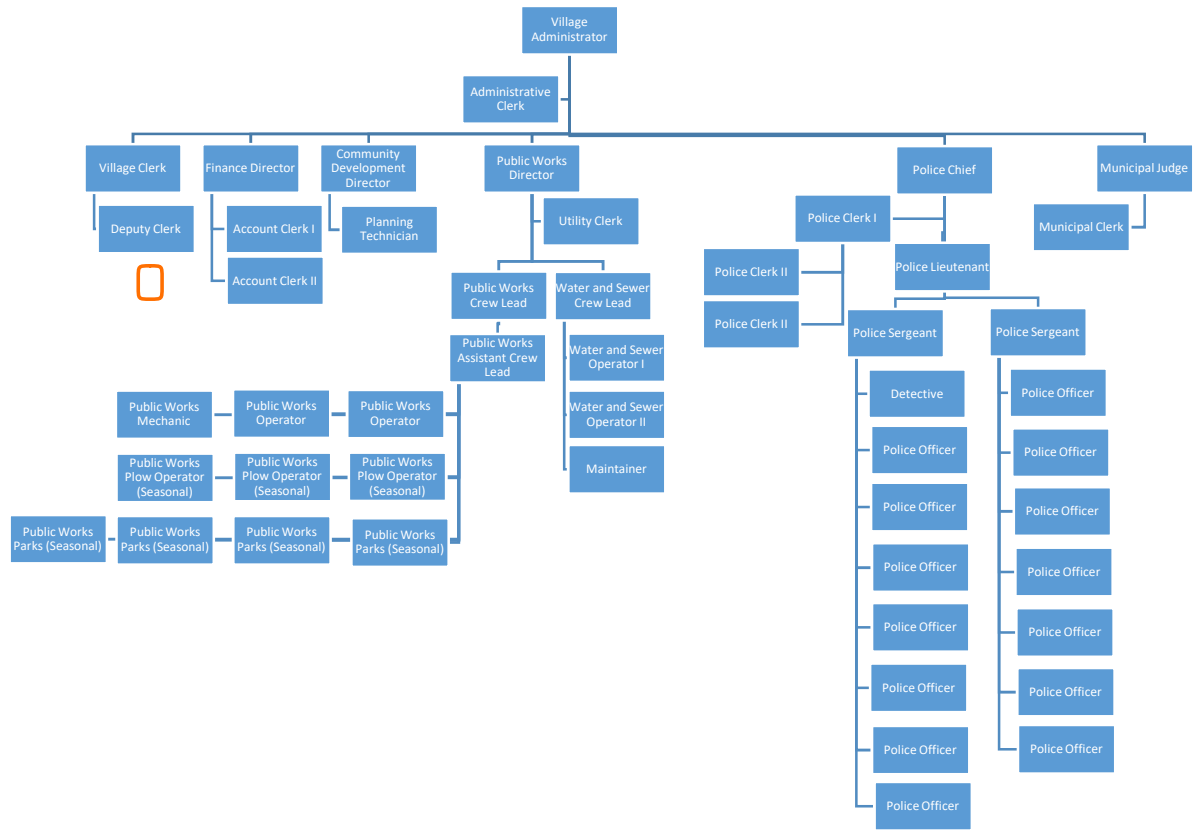 Village
Administrator
Administrative
Clerk
Village Clerk
Finance Director
Community
Development
Director
Public Works
Director
Police Chief
Municipal Judge
Deputy Clerk
Account Clerk I
Planning
Technician
Utility Clerk
Police Clerk I
Municipal Clerk
Account Clerk II
Public Works
Crew Lead
Water and Sewer
Crew Lead
Police Clerk II
Police Lieutenant
Police Clerk II
Public Works
Assistant Crew
Lead
Water and Sewer
Operator I
Police Sergeant
Police Sergeant
Public Works
Mechanic
Public Works
Operator
Public Works
Operator
Water and Sewer
Operator II
Detective
Police Officer
Public Works
Plow Operator
(Seasonal)
Public Works
Plow Operator
(Seasonal)
Public Works
Plow Operator
(Seasonal)
Maintainer
Police Officer
Police Officer
Public Works
Parks (Seasonal)
Public Works
Parks (Seasonal)
Public Works
Parks (Seasonal)
Public Works
Parks (Seasonal)
Police Officer
Police Officer
Police Officer
Police Officer
Police Officer
Police Officer
Police Officer
Police Officer
Police Officer
Police Officer
Police Officer